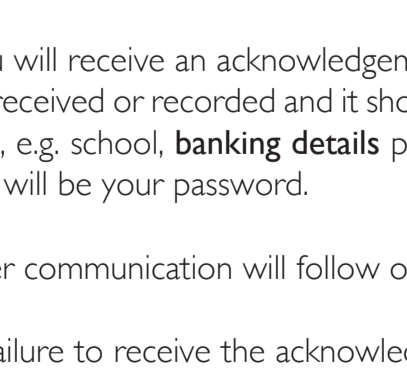 will receive an acknowledgen
received or recorded and it sho
, e.g. school, banking details p
will be your password.
er communication will follow o
ailure to receive the acknowled